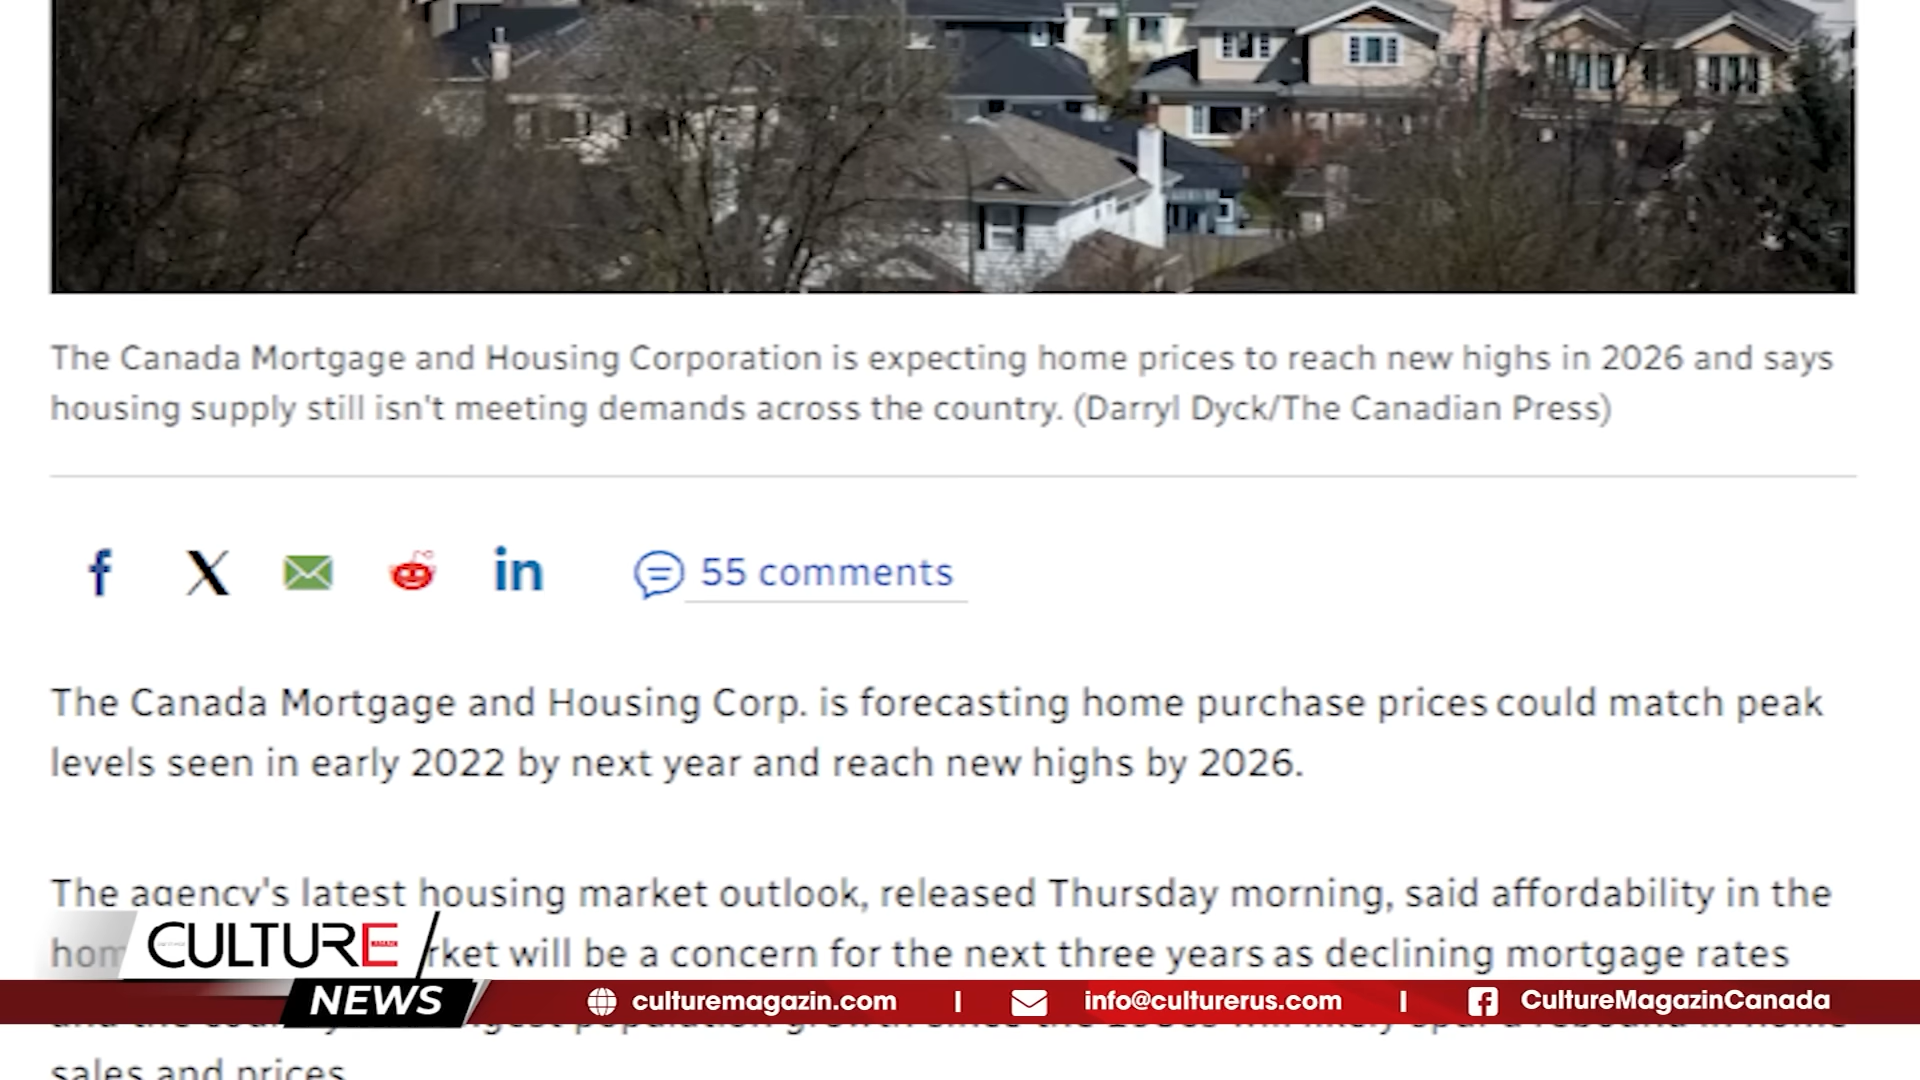 The Canada Mortgage and Housing Corporation is expecting home prices to reach new highs in 2026 and says
housing supply still isn't meeting demands across the country. (Darryl Dyck/The Canadian Press)
f X in 55 comments
The Canada Mortgage and Housing Corp. is forecasting home purchase prices could match peak
levels seen in early 2022 by next year and reach new highs by 2026.
The agency's latest housing market outlook, released Thursday morning, said affordability in the
will be a concern for the next three years as declining mortgage rates
sales and prices.
CULTURE
NEWS
culturemagazin.com | info@culturerus.com | CultureMagazinCanada